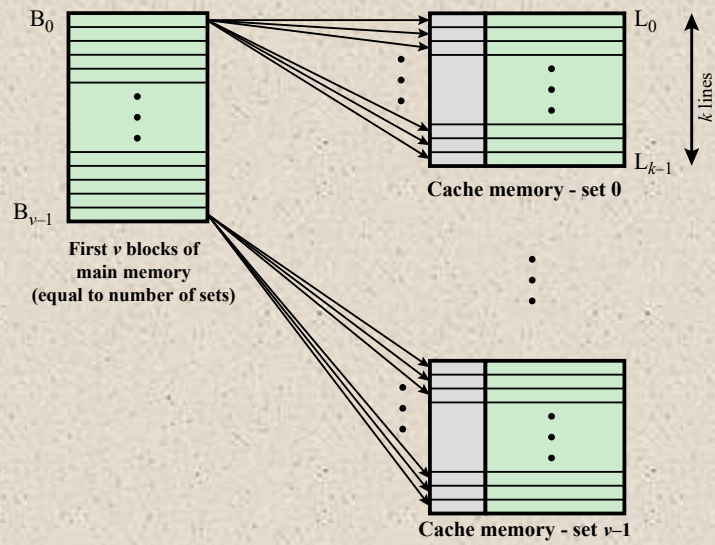 B₀
L₀
k lines
Lₖ₋₁
Cache memory - set 0
Bᵥ₋₁
First v blocks of
main memory
(equal to number of sets)
Cache memory - set v–1